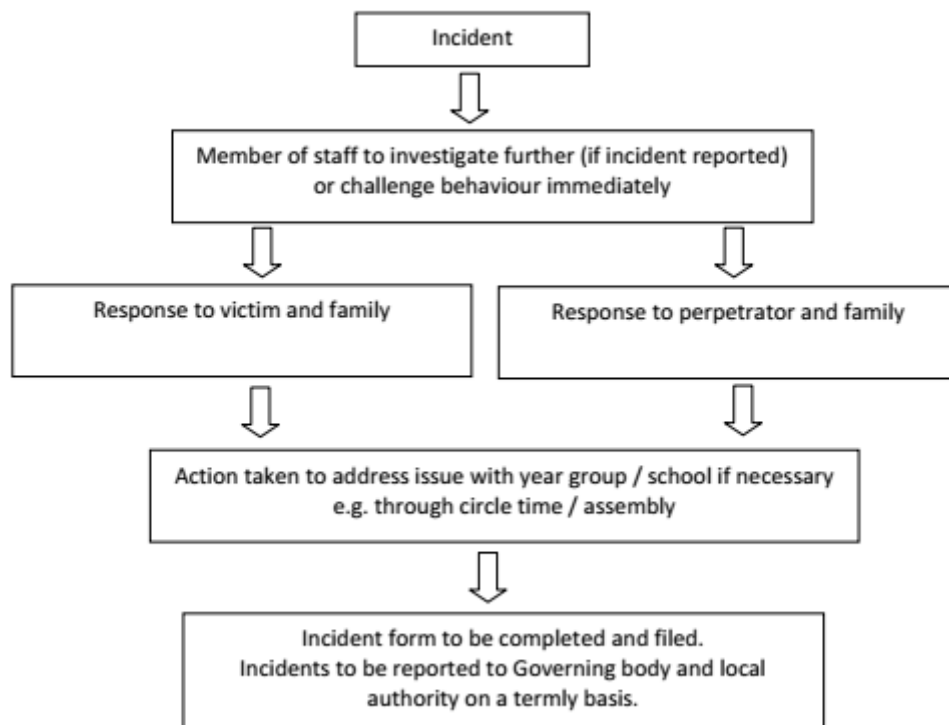 Incident
Member of staff to investigate further (if incident reported)
or challenge behaviour immediately
Response to victim and family
Response to perpetrator and family
Action taken to address issue with year group / school if necessary
e.g. through circle time / assembly
Incident form to be completed and filed.
Incidents to be reported to Governing body and local
authority on a termly basis.